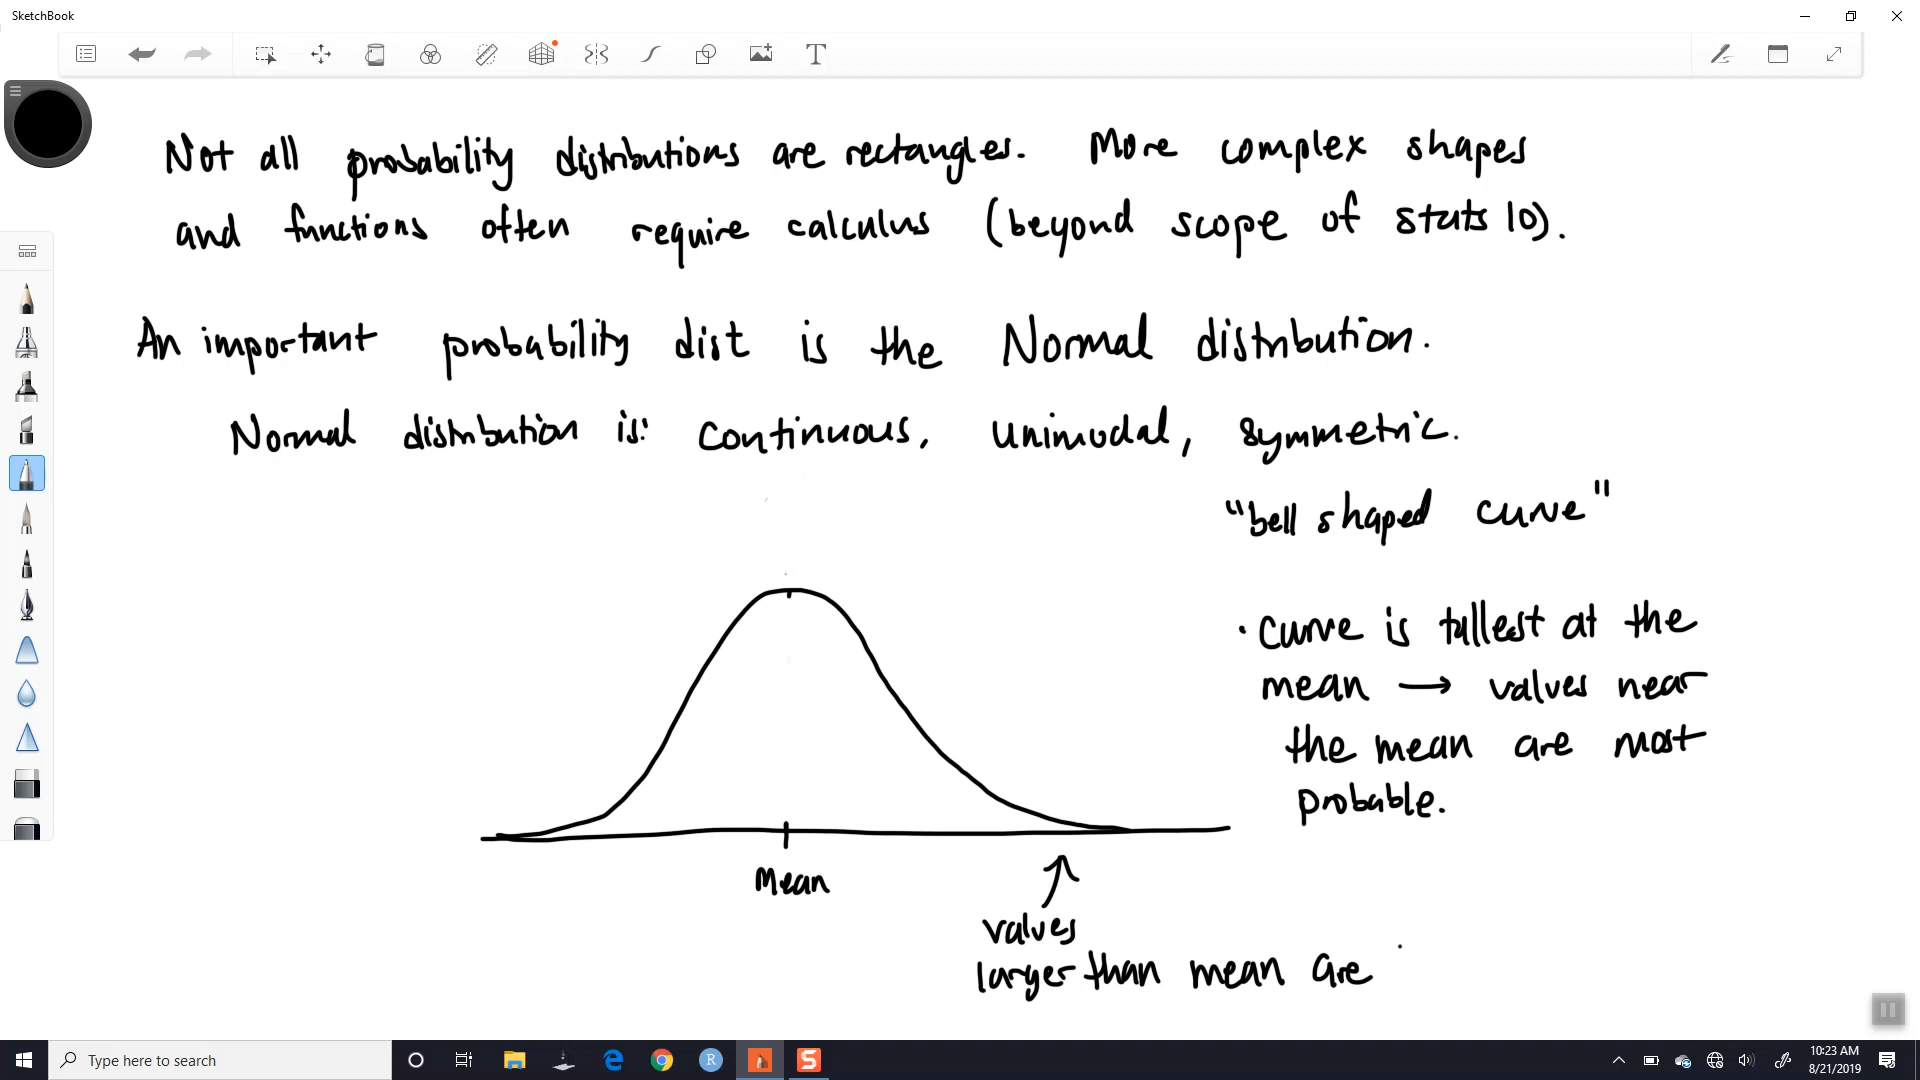 SketchBook
Not all probability distributions are rectangles. More complex shapes
and functions often require calculus (beyond scope of stats 10).
An important probability dist is the Normal distribution.
Normal distribution is: continuous, unimodal, symmetric.
"bell shaped curve"
• curve is tallest at the
mean → values near
the mean are most
probable.
Mean
values
larger than mean are
Type here to search
10:23 AM
8/21/2019